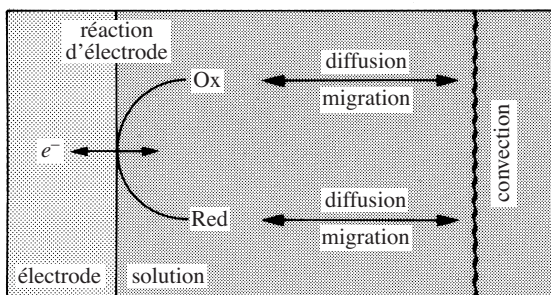 réaction
d'électrode
Ox
diffusion
migration
e⁻
convection
Red
diffusion
migration
électrode
solution